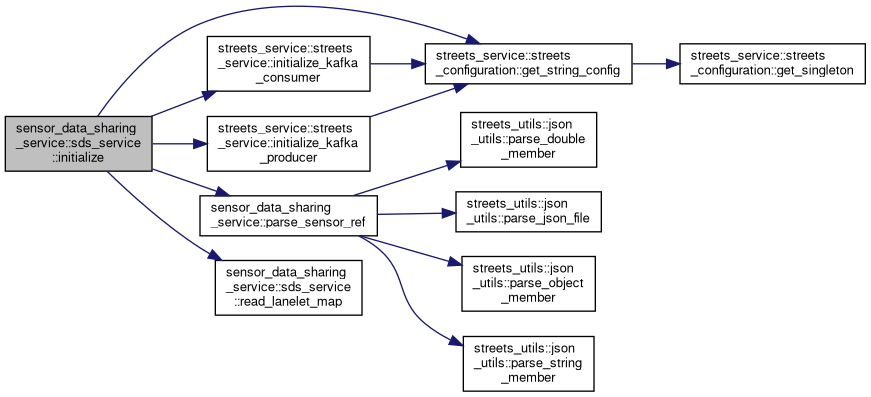 sensor_data_sharing
_service::sds_service
::initialize
streets_service::streets
_service::initialize_kafka
_consumer
streets_service::streets
_service::initialize_kafka
_producer
sensor_data_sharing
_service::parse_sensor_ref
sensor_data_sharing
_service::sds_service
::read_lanelet_map
streets_service::streets
_configuration::get_string_config
streets_utils::json
_utils::parse_double
_member
streets_utils::json
_utils::parse_json_file
streets_utils::json
_utils::parse_object
_member
streets_utils::json
_utils::parse_string
_member
streets_service::streets
_configuration::get_singleton